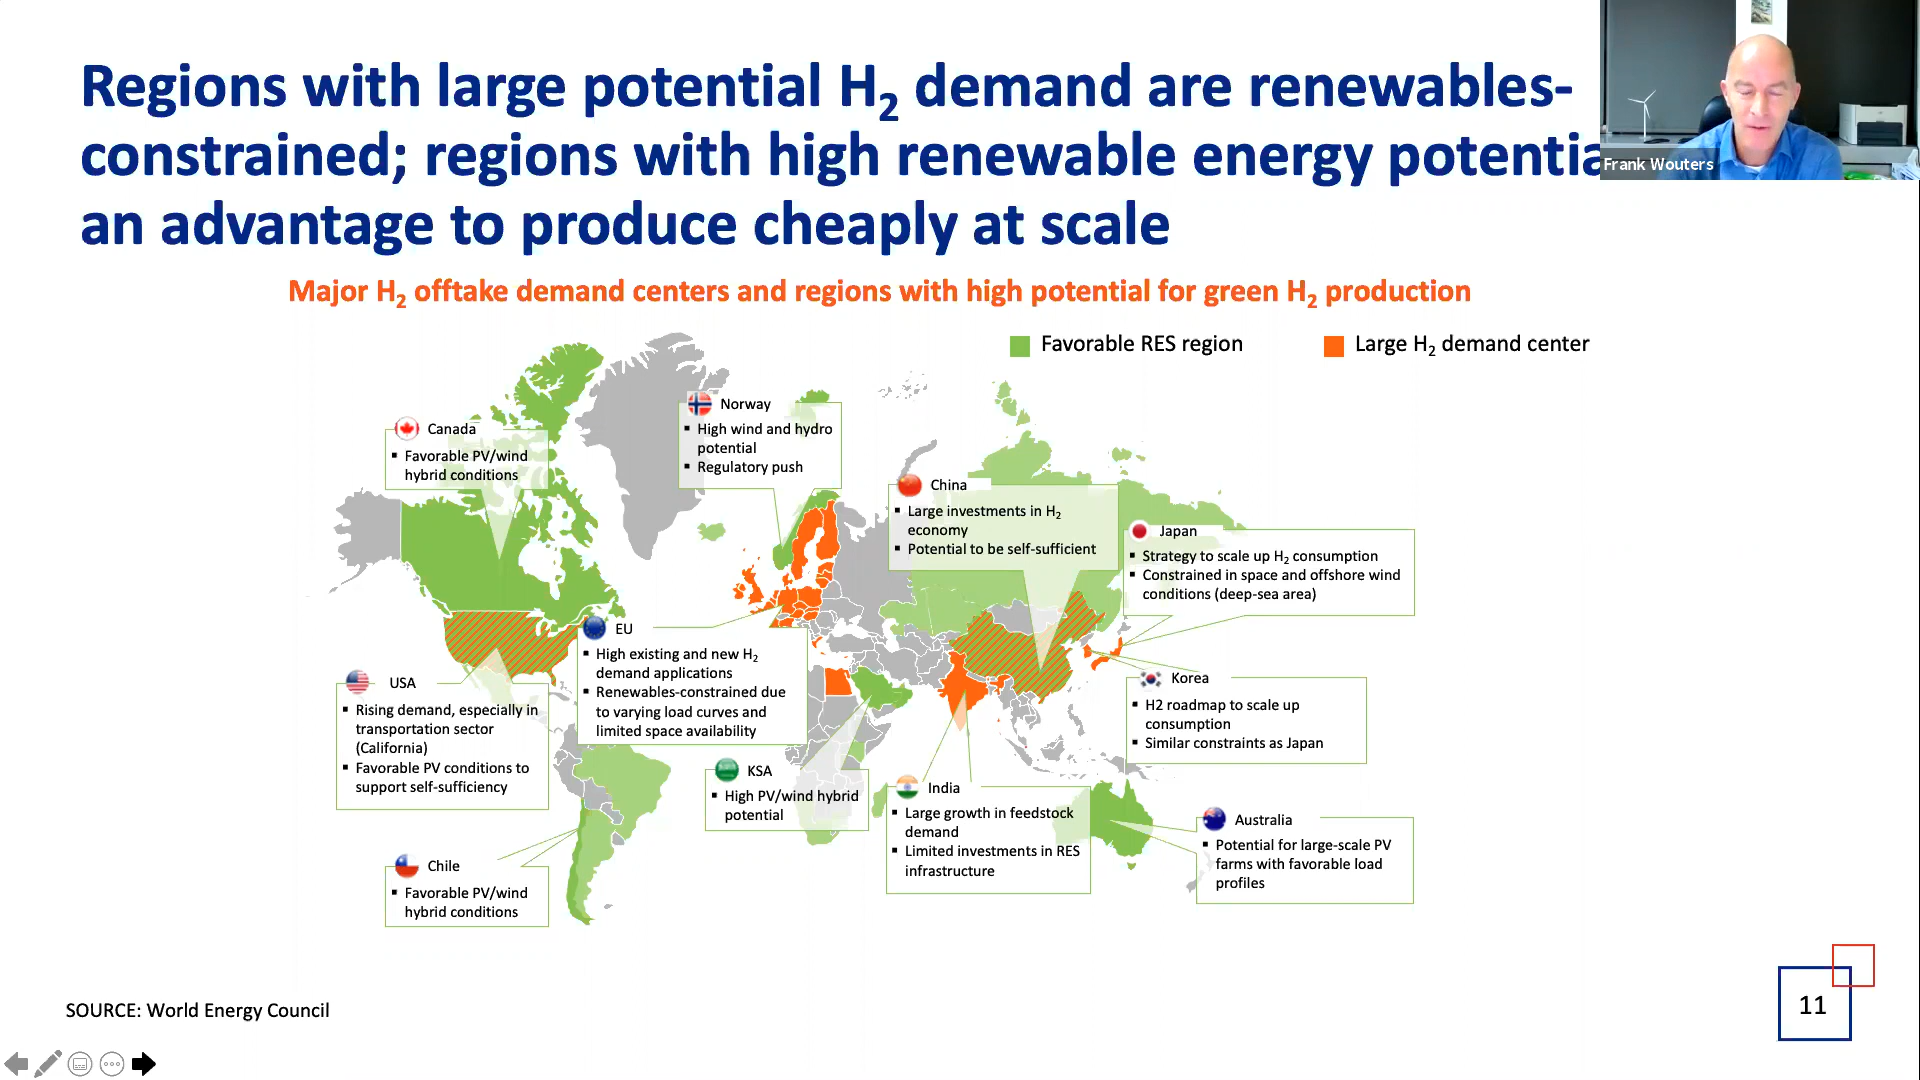 Regions with large potential H₂ demand are renewables-
constrained; regions with high renewable energy potentia
an advantage to produce cheaply at scale
Frank Wouters
Major H₂ offtake demand centers and regions with high potential for green H₂ production
Favorable RES region
Large H₂ demand center
Canada
▪ Favorable PV/wind
hybrid conditions
Norway
▪ High wind and hydro
potential
▪ Regulatory push
China
▪ Large investments in H₂
economy
▪ Potential to be self-sufficient
Japan
▪ Strategy to scale up H₂ consumption
▪ Constrained in space and offshore wind
conditions (deep-sea area)
EU
▪ High existing and new H₂
demand applications
▪ Renewables-constrained due
to varying load curves and
limited space availability
USA
▪ Rising demand, especially in
transportation sector
(California)
▪ Favorable PV conditions to
support self-sufficiency
Korea
▪ H2 roadmap to scale up
consumption
▪ Similar constraints as Japan
KSA
▪ High PV/wind hybrid
potential
India
▪ Large growth in feedstock
demand
▪ Limited investments in RES
infrastructure
Australia
▪ Potential for large-scale PV
farms with favorable load
profiles
Chile
▪ Favorable PV/wind
hybrid conditions
SOURCE: World Energy Council
11